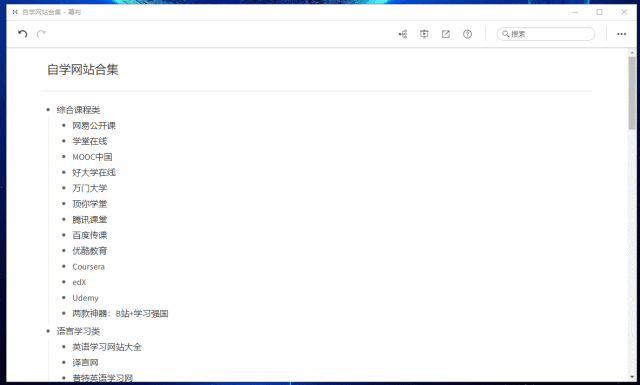 自学网站合集 - 幕布
搜索
自学网站合集
综合课程类
网易公开课
学堂在线
MOOC中国
好大学在线
万门大学
顶你学堂
腾讯课堂
百度传课
优酷教育
Coursera
edX
Udemy
两款神器：B站+学习强国
语言学习类
英语学习网站大全
译言网
普特英语学习网